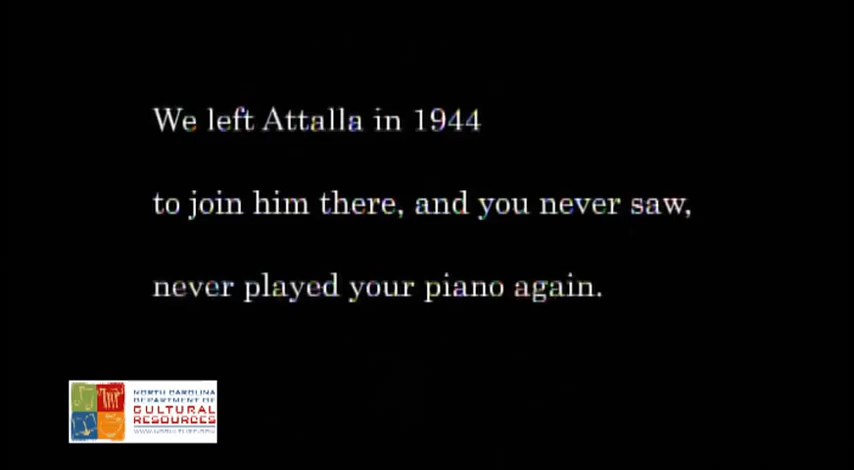 We left Attalla in 1944
to join him there, and you never saw,
never played your piano again.
NORTH CAROLINA
DEPARTMENT OF
CULTURAL
RESOURCES